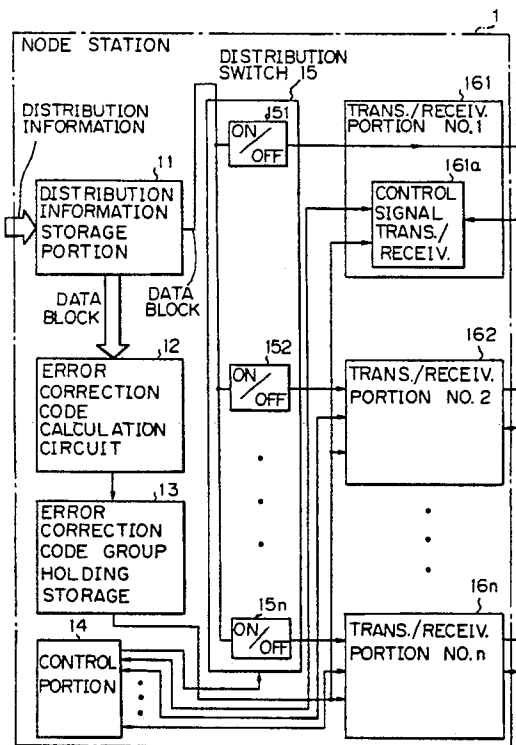 1
NODE STATION
DISTRIBUTION
SWITCH 15
DISTRIBUTION
INFORMATION
11
DISTRIBUTION
INFORMATION
STORAGE
PORTION
DATA
BLOCK
DATA
BLOCK
12
ERROR
CORRECTION
CODE
CALCULATION
CIRCUIT
13
ERROR
CORRECTION
CODE GROUP
HOLDING
STORAGE
14
CONTROL
PORTION
151
ON/OFF
152
ON/OFF
15n
ON/OFF
161
TRANS./RECEIV.
PORTION NO.1
161a
CONTROL
SIGNAL
TRANS./
RECEIV.
162
TRANS./RECEIV.
PORTION NO.2
16n
TRANS./RECEIV.
PORTION NO.n